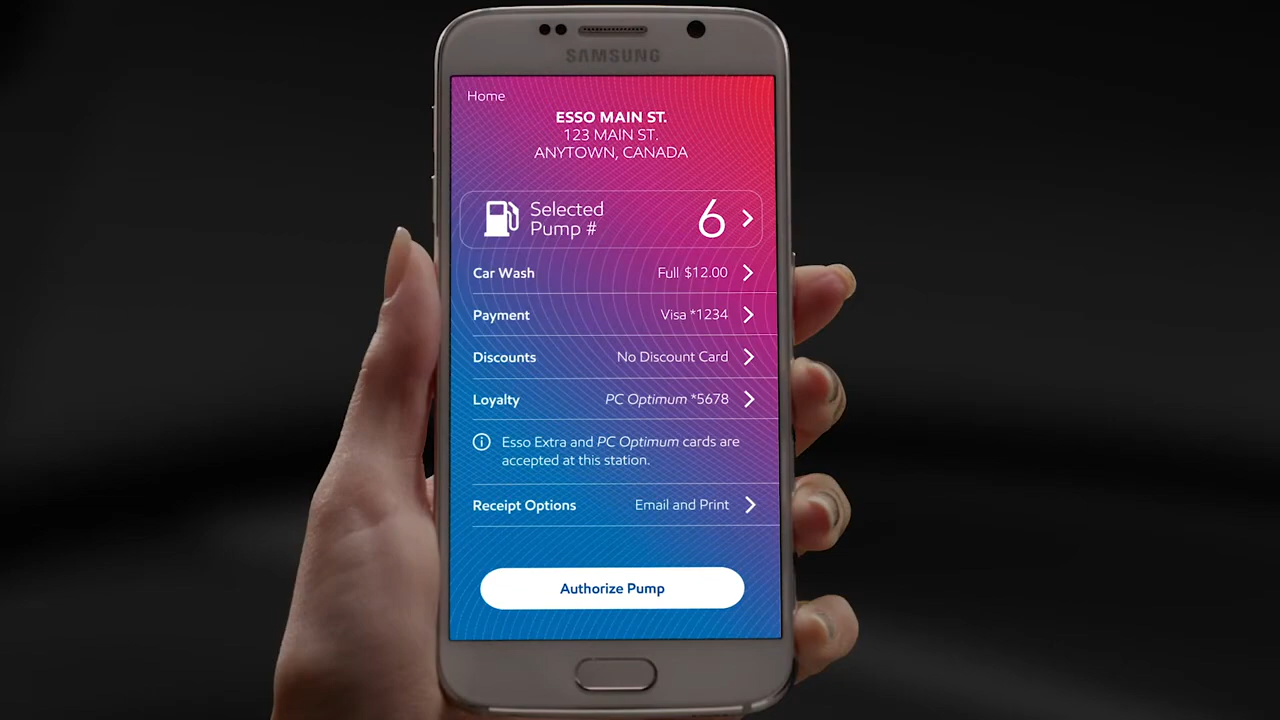 SAMSUNG
Home
ESSO MAIN ST.
123 MAIN ST.
ANYTOWN, CANADA
Selected
Pump #
6
Car Wash Full $12.00
Payment Visa *1234
Discounts No Discount Card
Loyalty PC Optimum *5678
Esso Extra and PC Optimum cards are
accepted at this station.
Receipt Options Email and Print
Authorize Pump